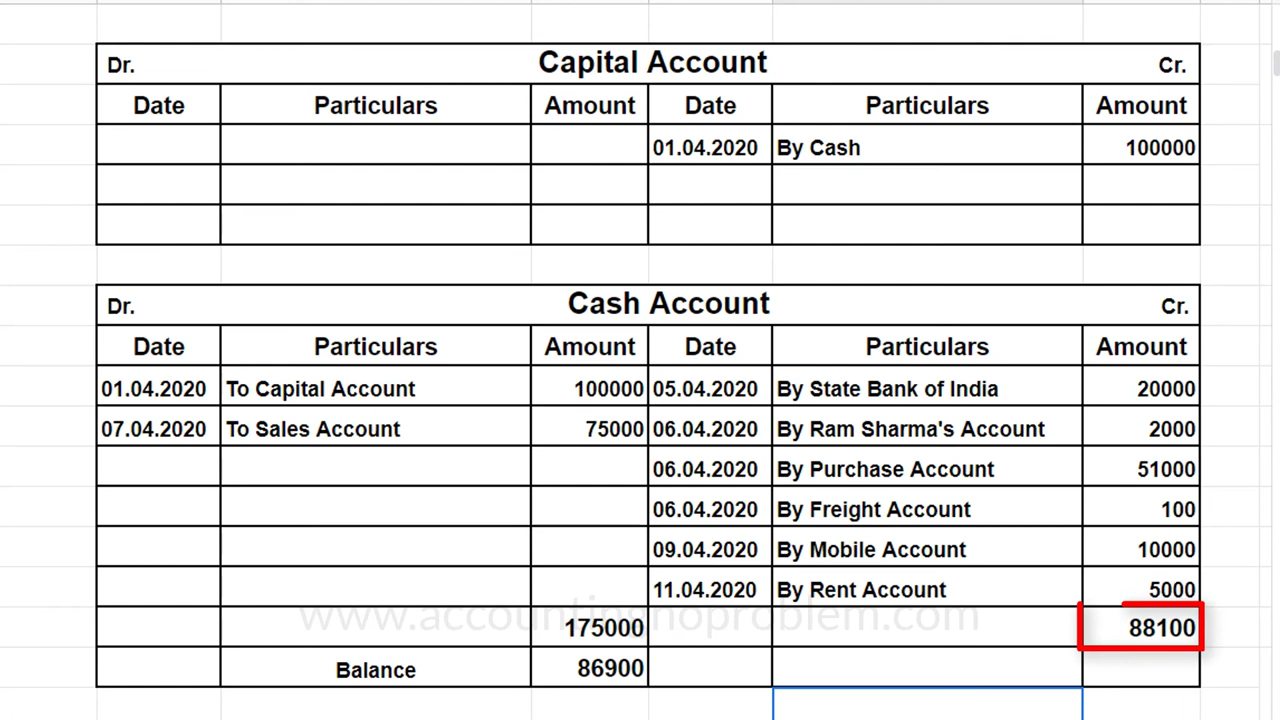 Dr. Capital Account Cr.
Date Particulars Amount Date Particulars Amount
01.04.2020 By Cash 100000
Dr. Cash Account Cr.
Date Particulars Amount Date Particulars Amount
01.04.2020 To Capital Account 100000 05.04.2020 By State Bank of India 20000
07.04.2020 To Sales Account 75000 06.04.2020 By Ram Sharma's Account 2000
06.04.2020 By Purchase Account 51000
06.04.2020 By Freight Account 100
09.04.2020 By Mobile Account 10000
11.04.2020 By Rent Account 5000
www.accountingnoproblem.com
175000 88100
Balance 86900